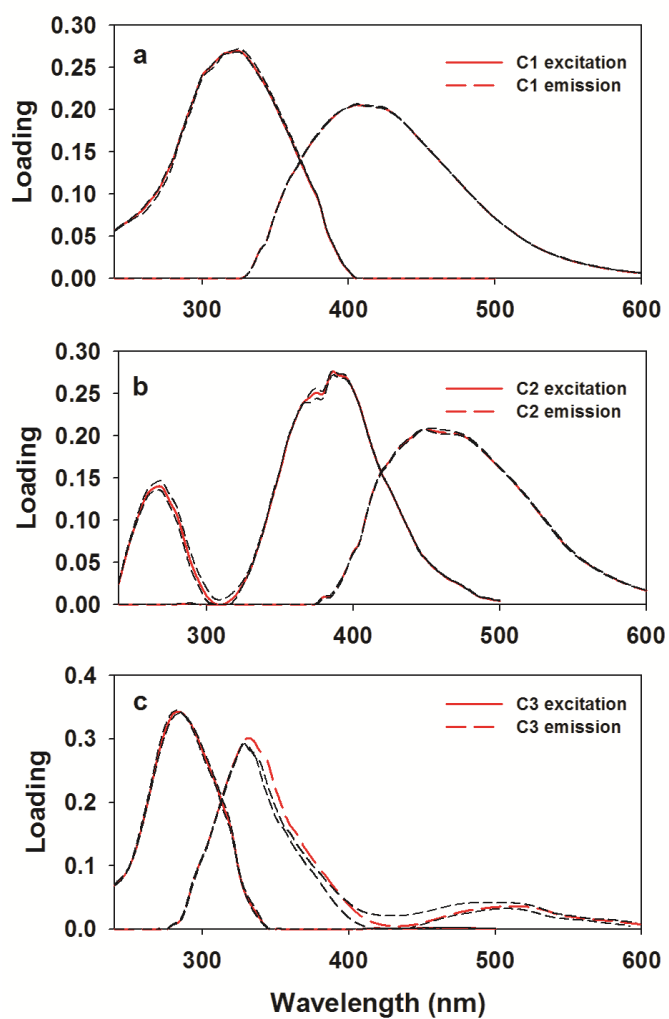 0.30
0.25
0.20
0.15
0.10
0.05
0.00
Loading
a
C1 excitation
C1 emission
300 400 500 600
0.30
0.25
0.20
0.15
0.10
0.05
0.00
Loading
b
C2 excitation
C2 emission
300 400 500 600
0.4
0.3
0.2
0.1
0.0
Loading
c
C3 excitation
C3 emission
300 400 500 600
Wavelength (nm)